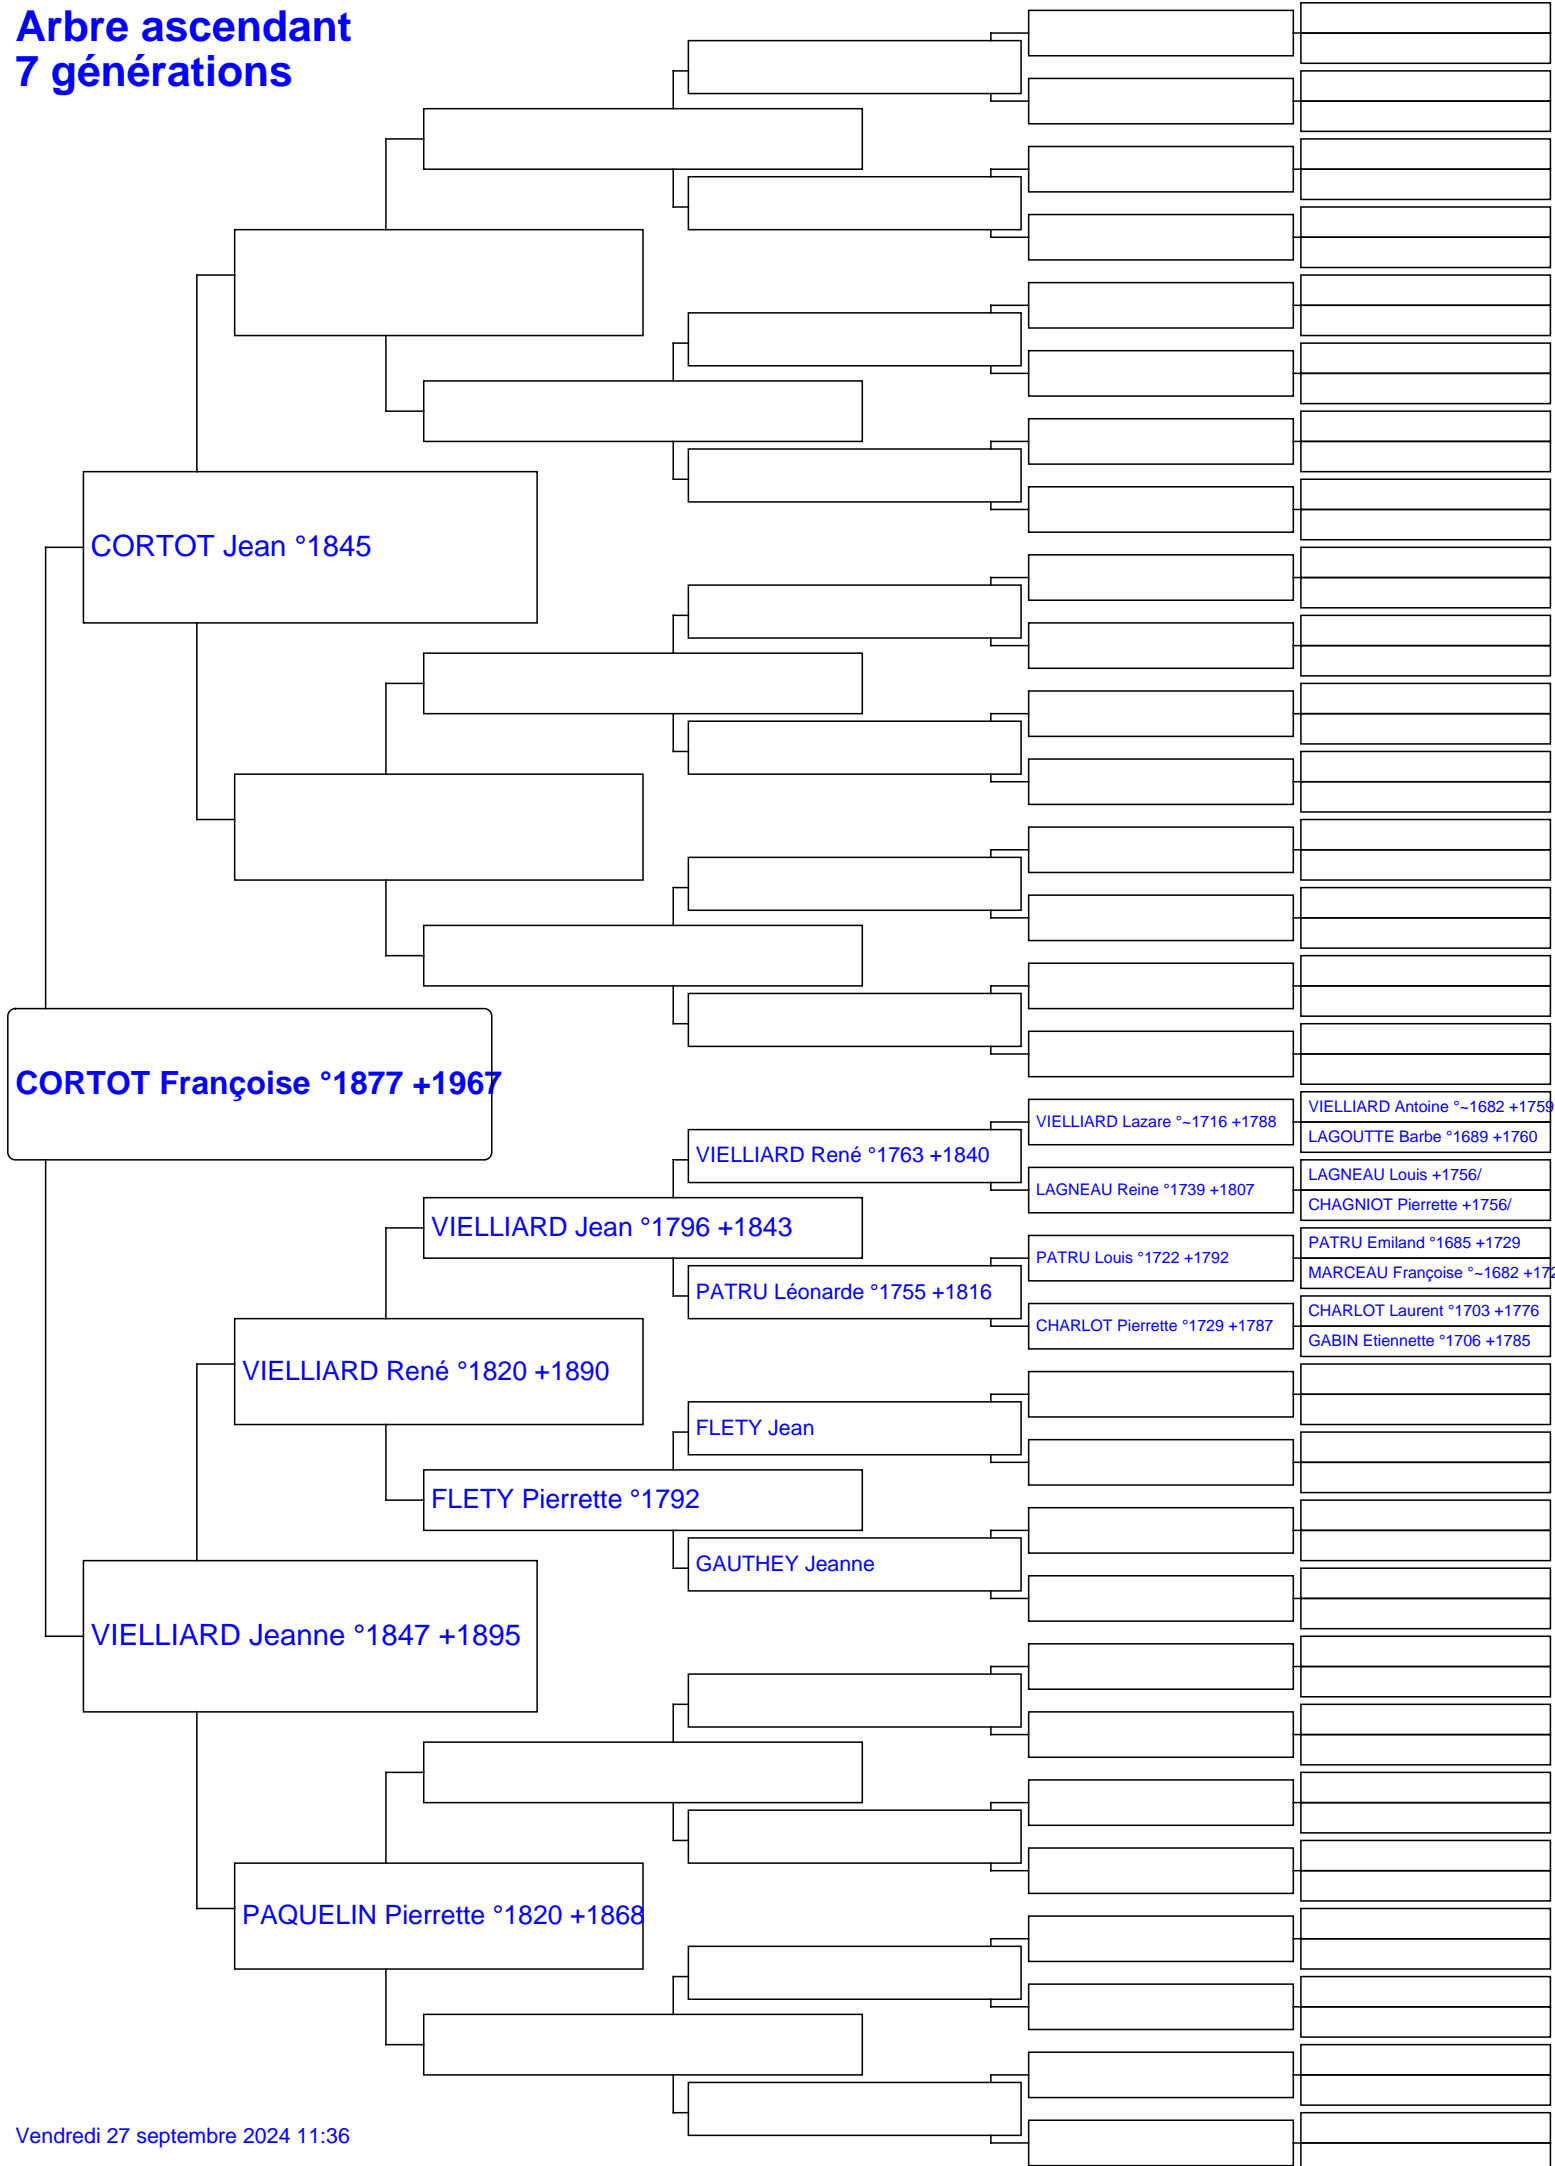 Arbre ascendant
7 générations
CORTOT Jean °1845
CORTOT Françoise °1877 +1967
VIELLIARD Antoine °~1682 +1759
VIELLIARD Lazare °~1716 +1788
LAGOUTTE Barbe °1689 +1760
VIELLIARD René °1763 +1840
LAGNEAU Louis +1756/
LAGNEAU Reine °1739 +1807
CHAGNIOT Pierrette +1756/
VIELLIARD Jean °1796 +1843
PATRU Emiland °1685 +1729
PATRU Louis °1722 +1792
MARCEAU Françoise °~1682
PATRU Léonarde °1755 +1816
CHARLOT Laurent °1703 +1776
CHARLOT Pierrette °1729 +1787
GABIN Etiennette °1706 +1785
VIELLIARD René °1820 +1890
FLETY Jean
FLETY Pierrette °1792
GAUTHEY Jeanne
VIELLIARD Jeanne °1847 +1895
PAQUELIN Pierrette °1820 +1868
Vendredi 27 septembre 2024 11:36